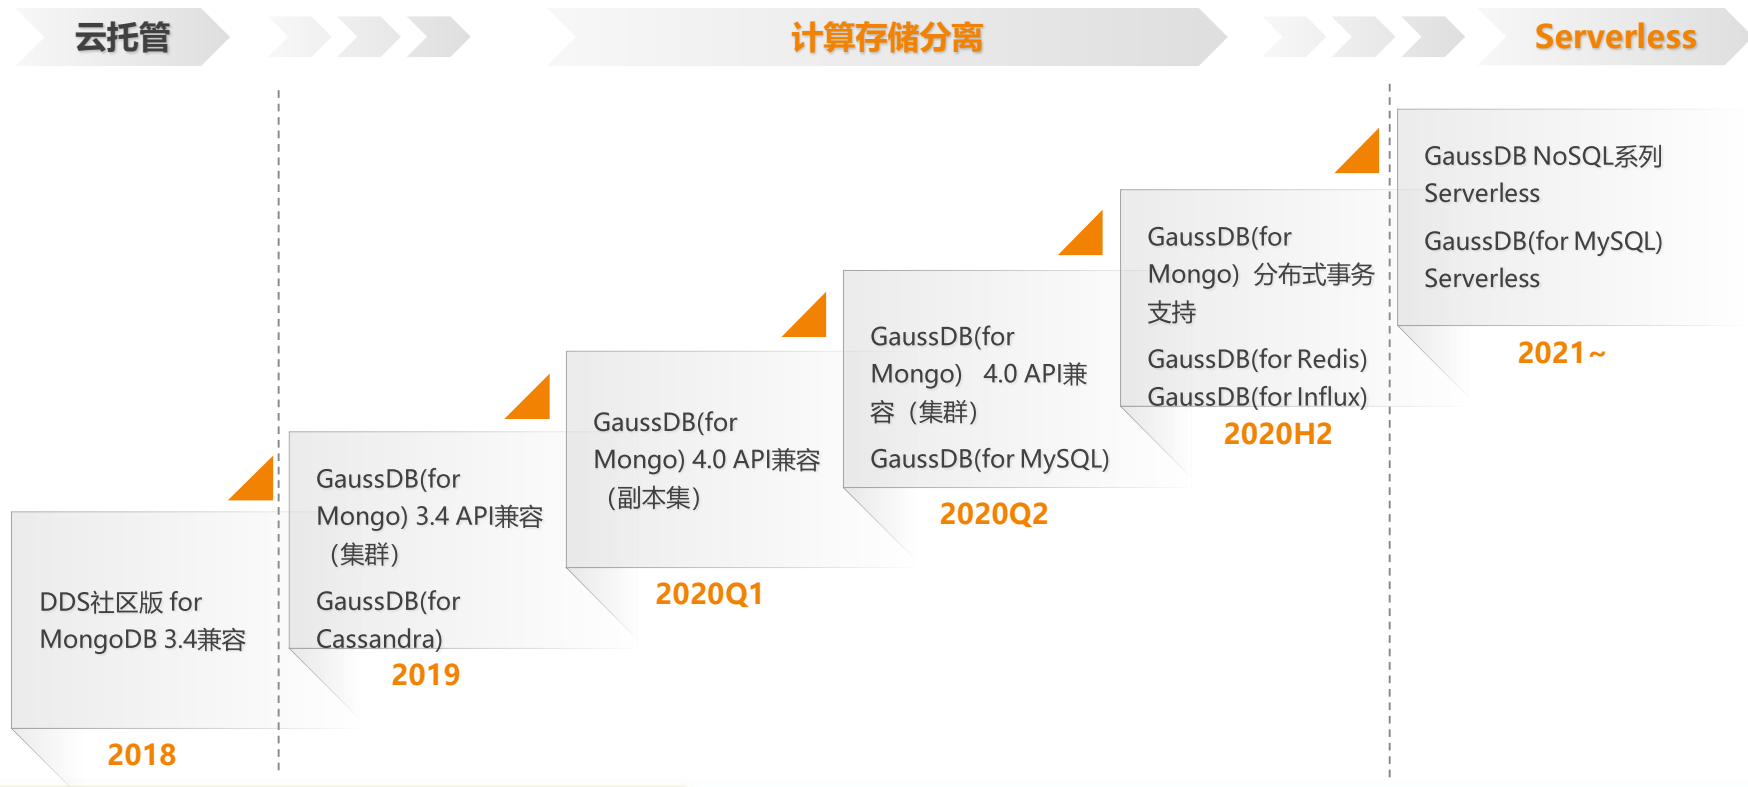 云托管
计算存储分离
Serverless
DDS社区版 for
MongoDB 3.4兼容
2018
GaussDB(for
Mongo) 3.4 API兼容
（集群）
GaussDB(for
Cassandra)
2019
GaussDB(for
Mongo) 4.0 API兼容
（副本集）
2020Q1
GaussDB(for
Mongo)   4.0 API兼
容（集群）
GaussDB(for MySQL)
2020Q2
GaussDB(for
Mongo)  分布式事务
支持
GaussDB(for Redis)
GaussDB(for Influx)
2020H2
GaussDB NoSQL系列
Serverless
GaussDB(for MySQL)
Serverless
2021~